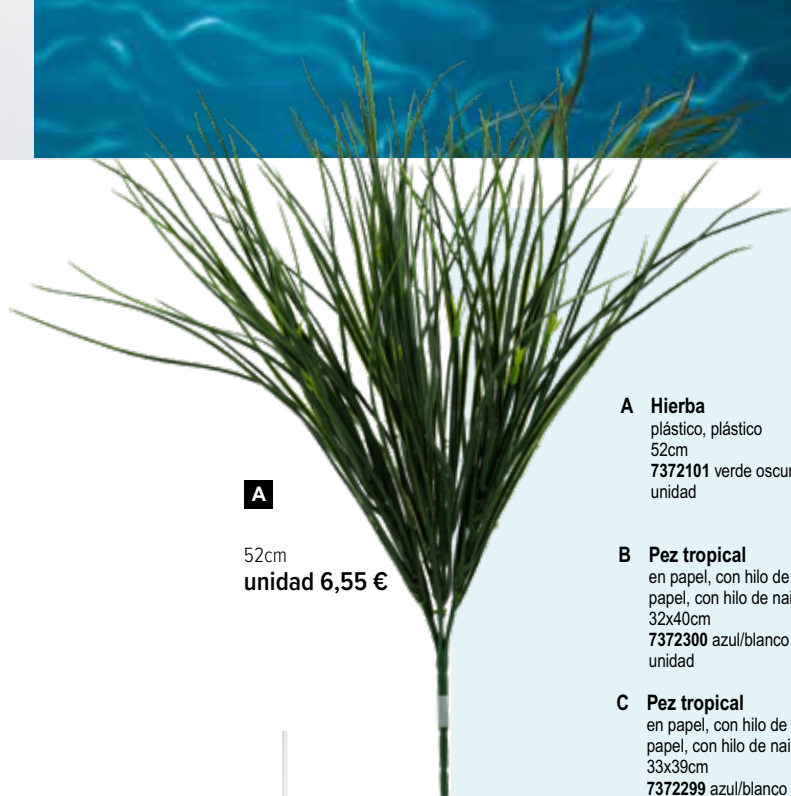 A
52cm
unidad 6,55 €
A Hierba
plástico, plástico
52cm
7372101 verde
unidad
B Pez tropical
en papel, con hilo de
papel, con hilo de
32x40cm
7372300 azul/blanco
unidad
C Pez tropical
en papel, con hilo de
papel, con hilo de
33x39cm
7372299 azul/blanco